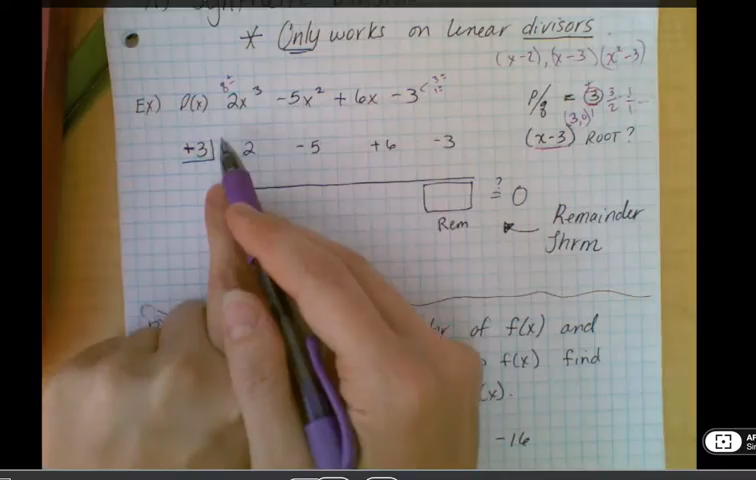 * Only works on linear divisors.
(x-2), (x-3) (x²-3)
Ex) P(x) 2x³ -5x² + 6x -3
P/q = 3 3/2 1/1
(3,0)
(x-3) ROOT?
+3 2 -5 +6 -3
? = 0
Rem
Remainder
Thrm
of f(x) and
f(x) find
(x).
-16